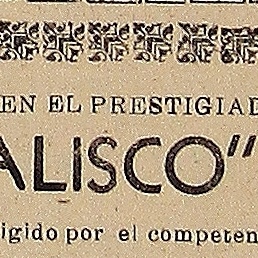 EN EL PRESTIGIAD
ALISCO"
igido por el competen